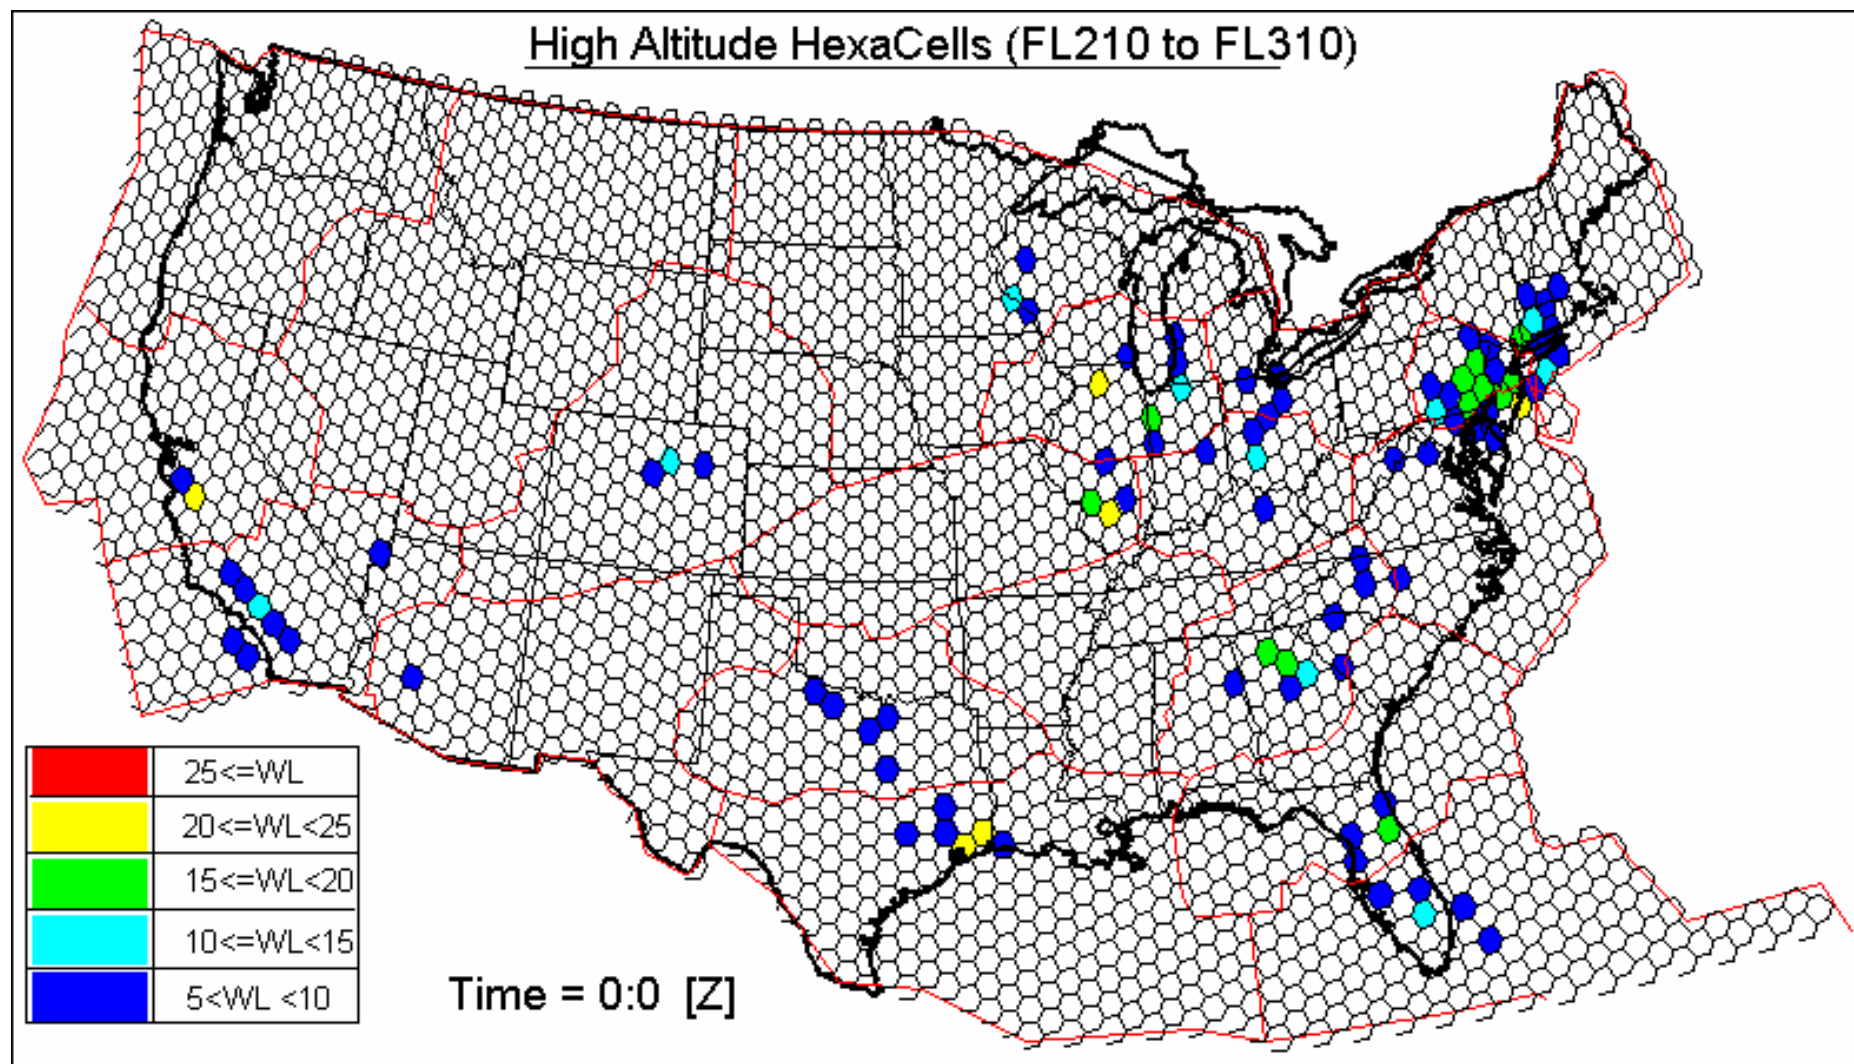 High Altitude HexaCells (FL210 to FL310)
25<=WL
20<=WL<25
15<=WL<20
10<=WL<15
5<WL <10
Time = 0:0 [Z]